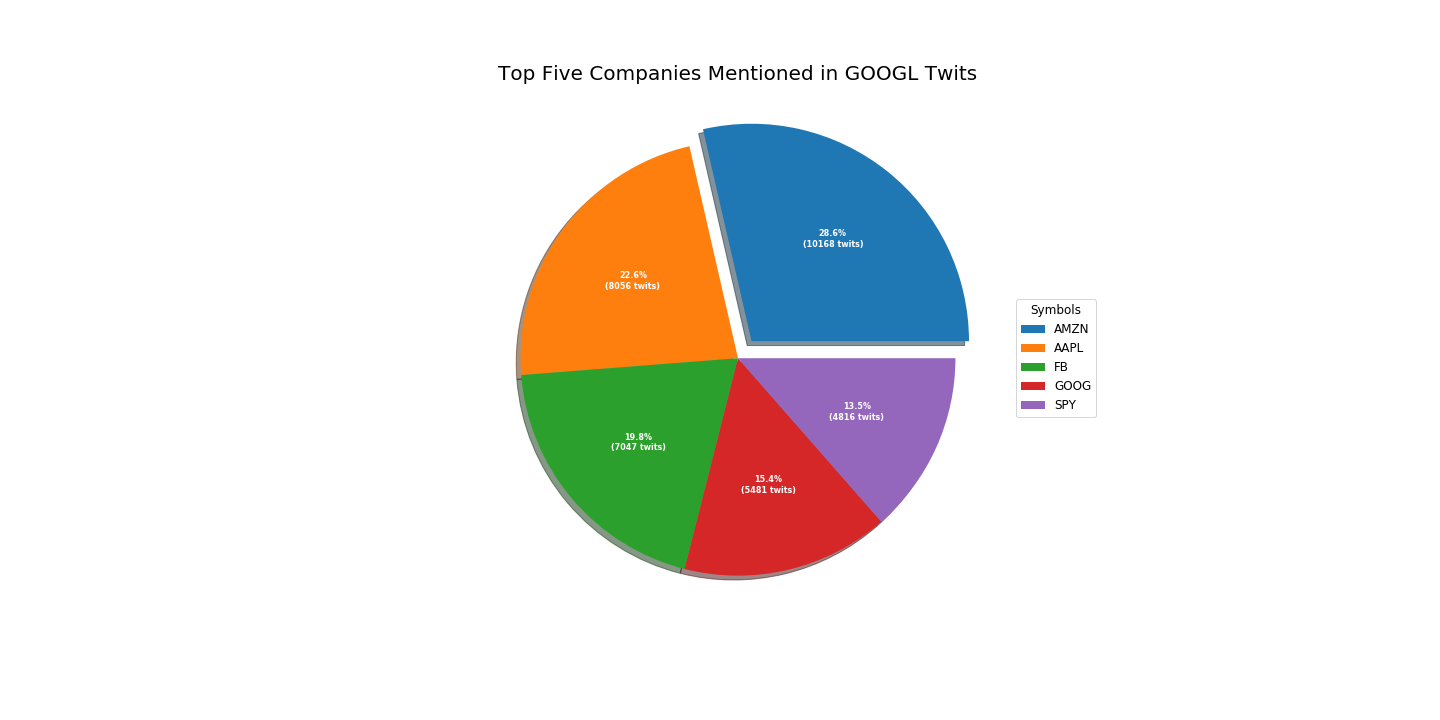 Top Five Companies Mentioned in GOOGL Twits
28.6%
(10168 twits)
22.6%
(8056 twits)
19.8%
(7047 twits)
15.4%
(5481 twits)
13.5%
(4816 twits)
Symbols
AMZN
AAPL
FB
GOOG
SPY